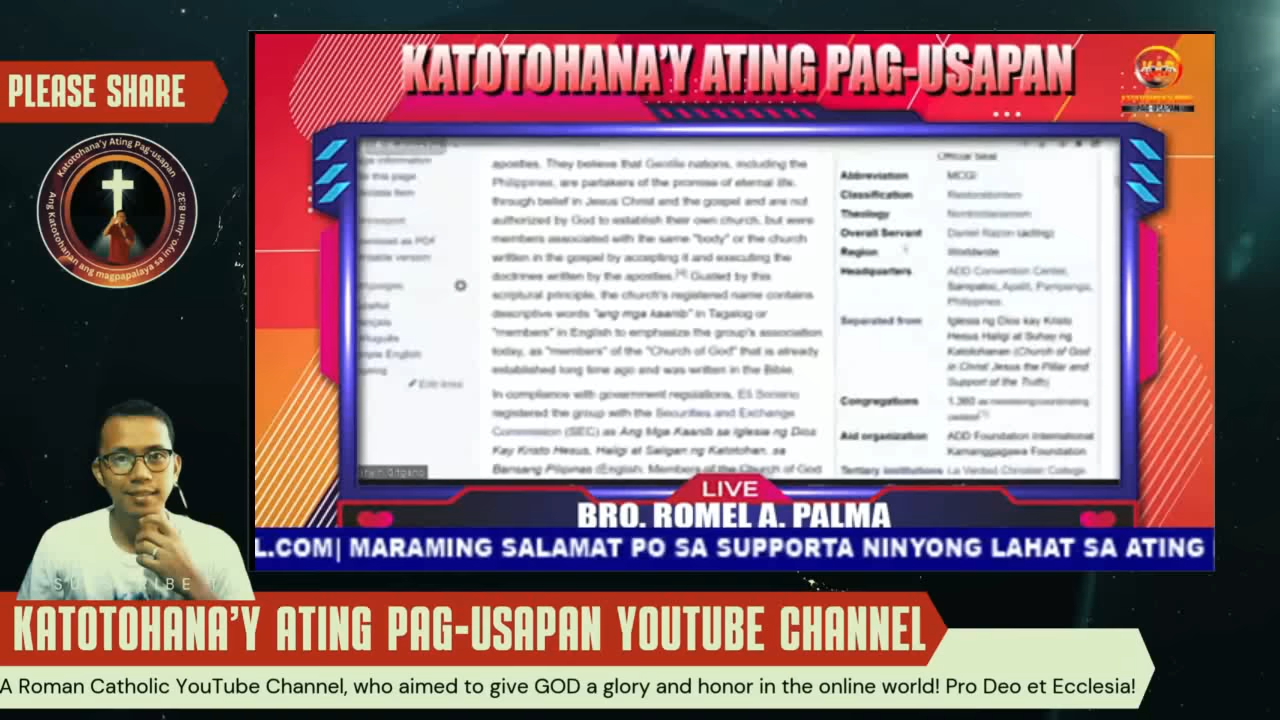 PLEASE SHARE
Katotohana'y Ating Pag-usapan
Ang Katotohanan ang magpapalaya sa inyo. Juan 8:32
KATOTOHANA'Y ATING PAG-USAPAN
apostles. They believe that Gentile nations, including the
Philippines, are partakers of the promise of eternal life,
through belief in Jesus Christ and the gospel and are not
authorized by God to establish their own church, but were
members associated with the same "body" or the church
written in the gospel by accepting it and executing the
doctrines written by the apostles.[4] Guided by this
scriptural principle, the church's registered name contains
descriptive words "ang mga kaanib" in Tagalog or
"members" in English to emphasize the group's association
today, as "members" of the "Church of God" that is already
established long time ago and was written in the Bible.
In compliance with government regulations, Eli Soriano
registered the group with the Securities and Exchange
Commission (SEC) as Ang Mga Kaanib sa Iglesia ng Dios
Kay Kristo Hesus, Haligi at Saligan ng Katotohan, sa
Bansang Pilipinas (English: Members of the Church of God
Official seal
Abbreviation MCGI
Classification Restorationism
Theology Nontrinitarianism
Overall Servant Daniel Razon (acting)
Region Worldwide
Headquarters ADD Convention Center,
Sampaloc, Apalit, Pampanga,
Philippines
Separated from Iglesia ng Dios kay Kristo
Hesus Haligi at Suhay ng
Katotohanan (Church of God
in Christ Jesus the Pillar and
Support of the Truth)
Congregations 1,360
Aid organization ADD Foundation International
Kamanggagawa Foundation
Tertiary institutions La Verdad Christian College
LIVE
BRO. ROMEL A. PALMA
L.COM| MARAMING SALAMAT PO SA SUPPORTA NINYONG LAHAT SA ATING
KATOTOHANA'Y ATING PAG-USAPAN YOUTUBE CHANNEL
A Roman Catholic YouTube Channel, who aimed to give GOD a glory and honor in the online world! Pro Deo et Ecclesia!